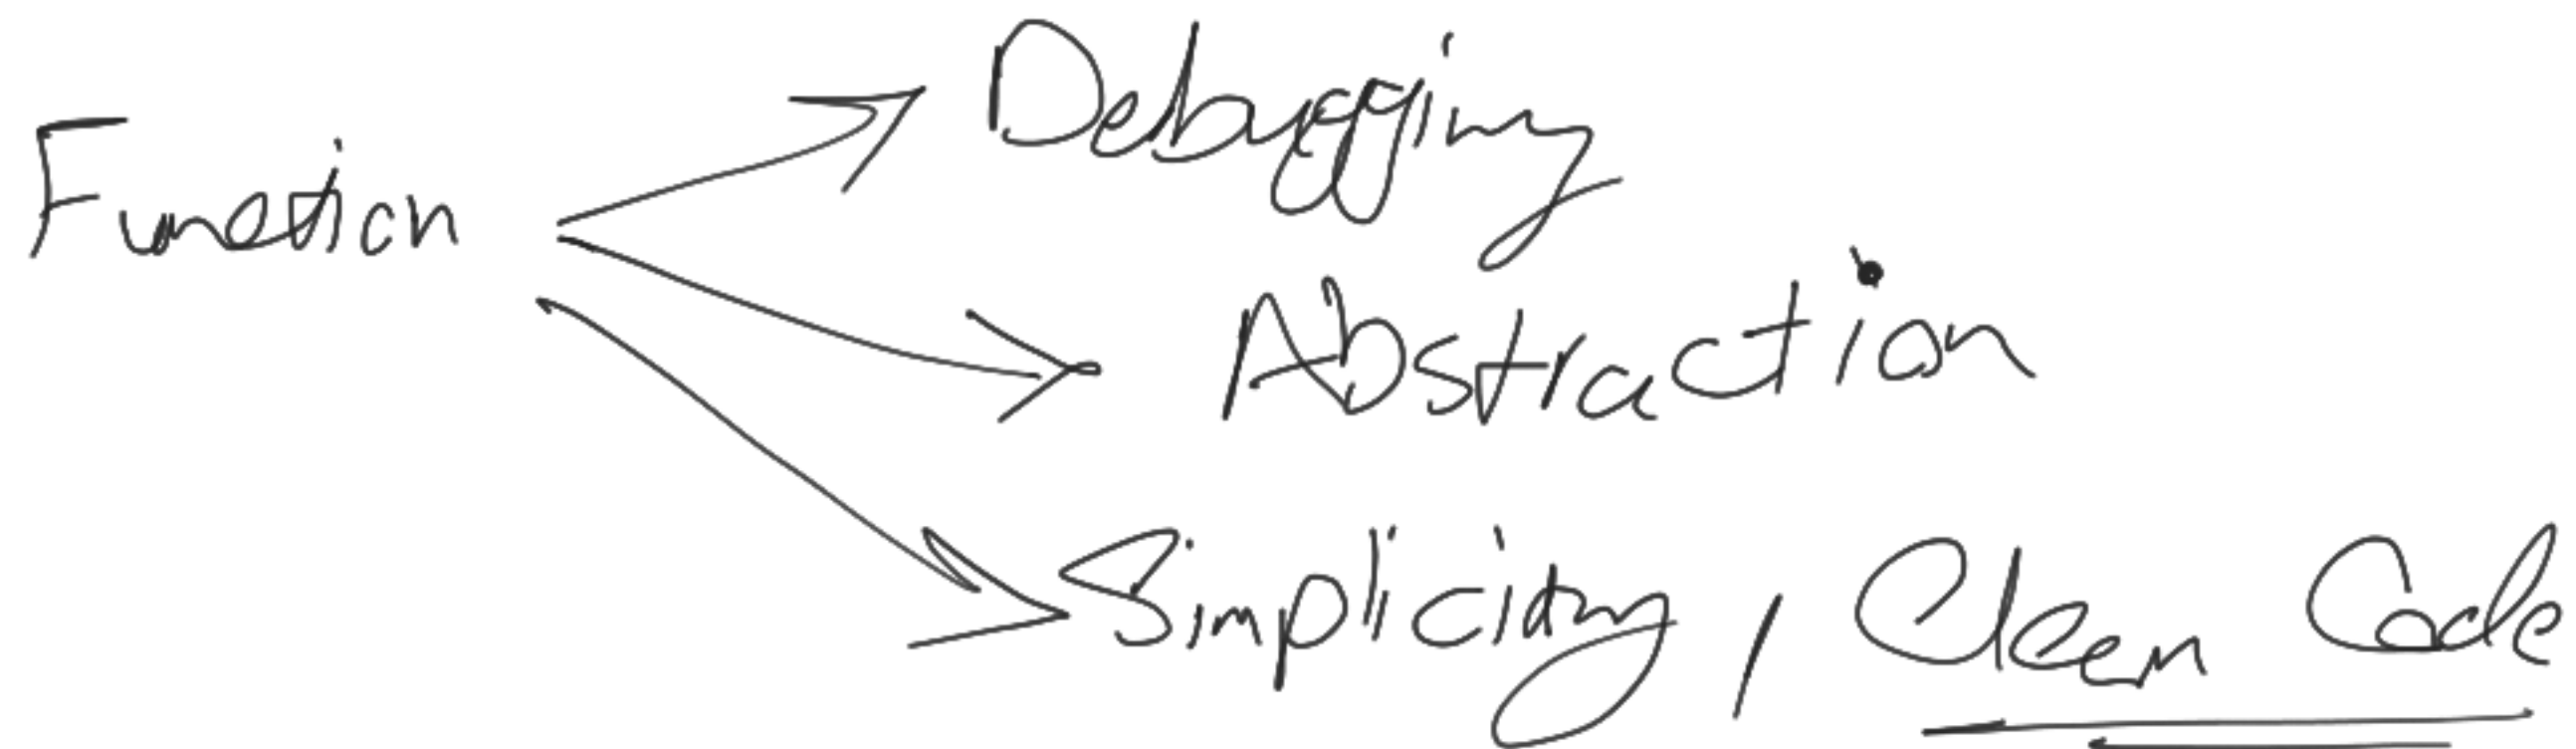 Function
Debugging
Abstraction
Simplicity, Clean Code